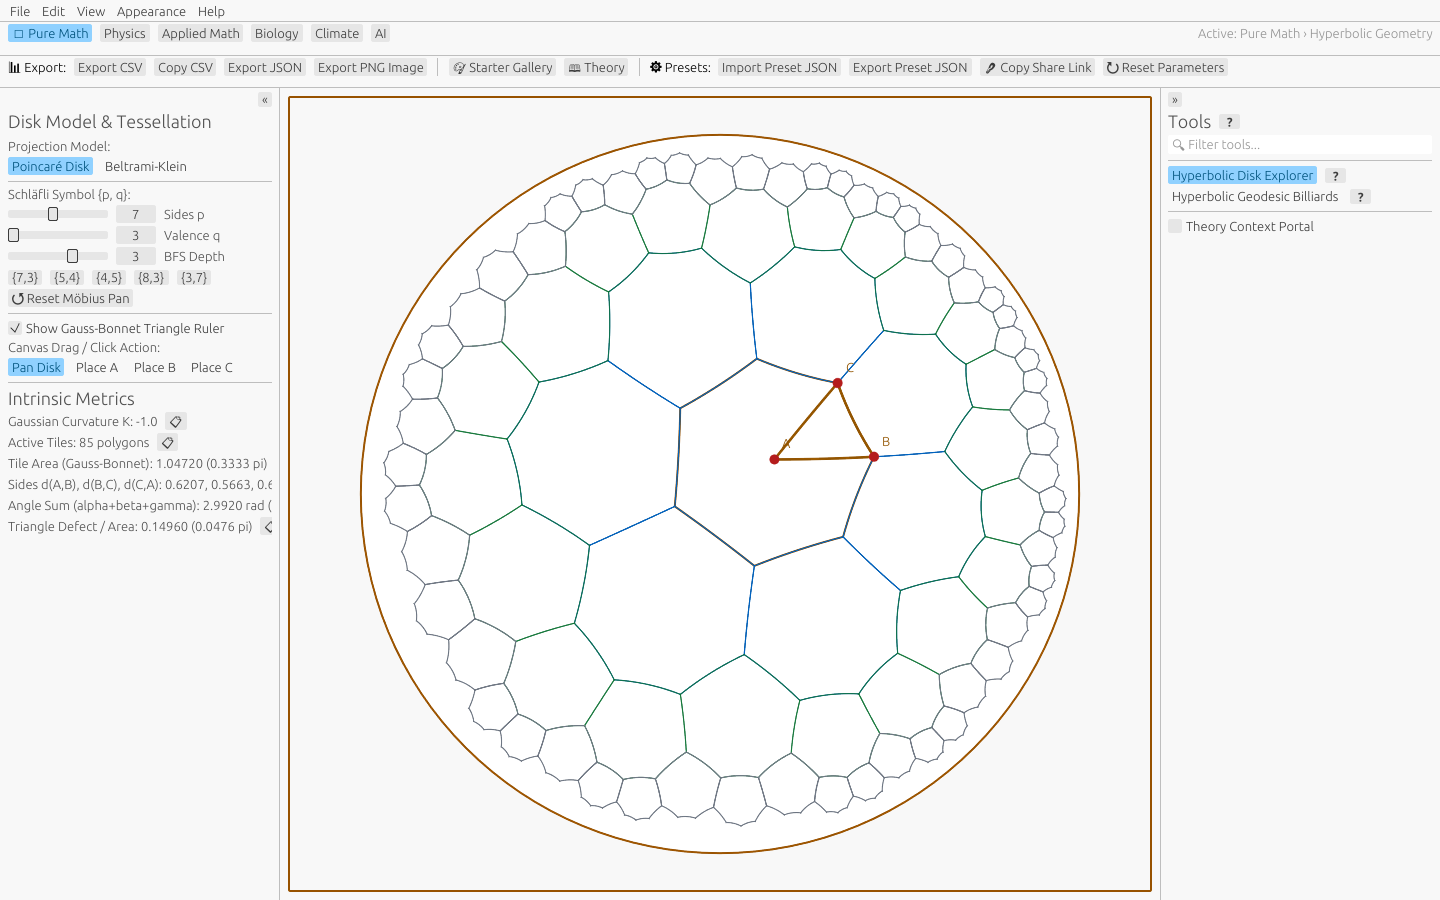 File Edit View Appearance Help
Pure Math Physics Applied Math Biology Climate AI Active: Pure Math › Hyperbolic Geometry
Export: Export CSV Copy CSV Export JSON Export PNG Image Starter Gallery Theory Presets: Import Preset JSON Export Preset JSON Copy Share Link Reset Parameters
«
Disk Model & Tessellation
Projection Model:
Poincaré Disk Beltrami-Klein
Schläfli Symbol {p, q}:
7 Sides p
3 Valence q
3 BFS Depth
{7,3} {5,4} {4,5} {8,3} {3,7}
Reset Möbius Pan
Show Gauss-Bonnet Triangle Ruler
Canvas Drag / Click Action:
Pan Disk Place A Place B Place C
Intrinsic Metrics
Gaussian Curvature K: -1.0
Active Tiles: 85 polygons
Tile Area (Gauss-Bonnet): 1.04720 (0.3333 pi)
Sides d(A,B), d(B,C), d(C,A): 0.6207, 0.5663, 0.6
Angle Sum (alpha+beta+gamma): 2.9920 rad (
Triangle Defect / Area: 0.14960 (0.0476 pi)
C
A
B
»
Tools ?
Filter tools...
Hyperbolic Disk Explorer ?
Hyperbolic Geodesic Billiards ?
Theory Context Portal